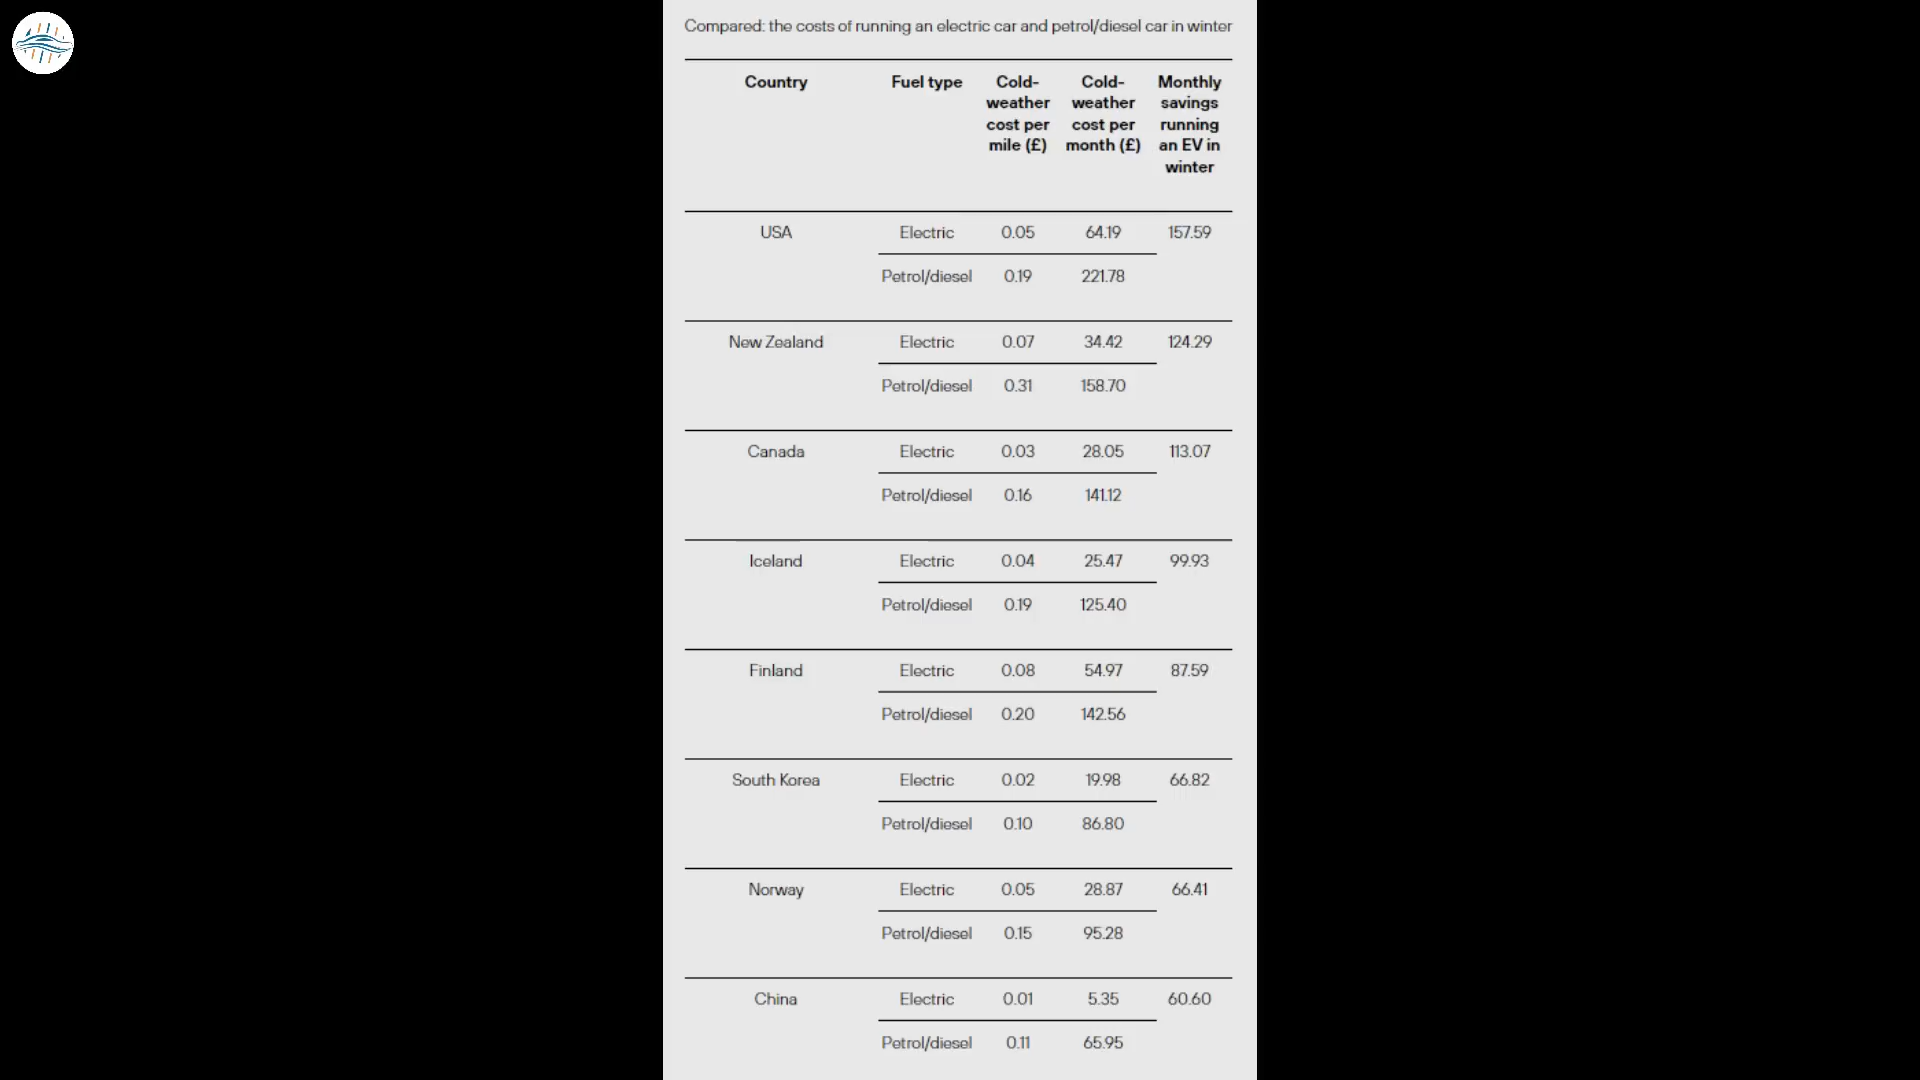 Compared: the costs of running an electric car and petrol/diesel car in winter
Country Fuel type Cold-weather cost per mile (£) Cold-weather cost per month (£) Monthly savings running an EV in winter
USA Electric 0.05 64.19 157.59
Petrol/diesel 0.19 221.78
New Zealand Electric 0.07 34.42 124.29
Petrol/diesel 0.31 158.70
Canada Electric 0.03 28.05 113.07
Petrol/diesel 0.16 141.12
Iceland Electric 0.04 25.47 99.93
Petrol/diesel 0.19 125.40
Finland Electric 0.08 54.97 87.59
Petrol/diesel 0.20 142.56
South Korea Electric 0.02 19.98 66.82
Petrol/diesel 0.10 86.80
Norway Electric 0.05 28.87 66.41
Petrol/diesel 0.15 95.28
China Electric 0.01 5.35 60.60
Petrol/diesel 0.11 65.95